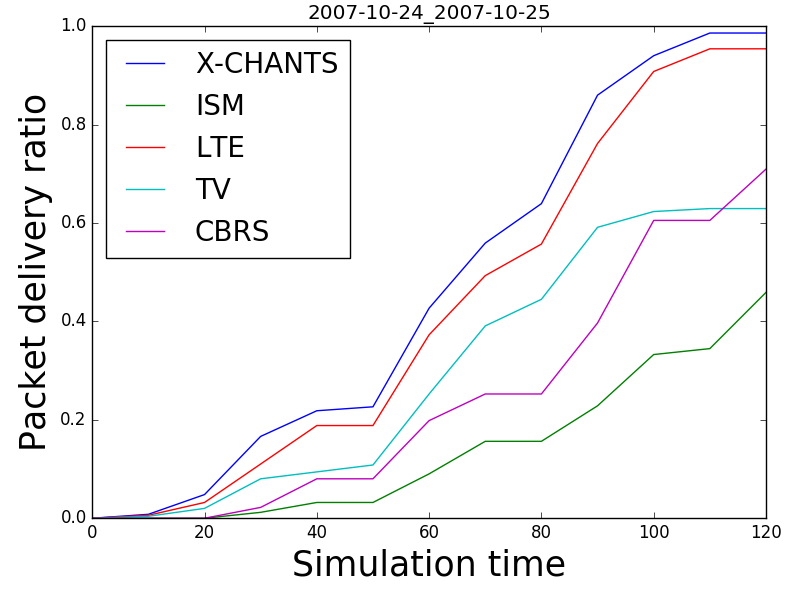 2007-10-24_2007-10-25
1.0
0.8
0.6
0.4
0.2
0.0
Packet delivery ratio
X-CHANTS
ISM
LTE
TV
CBRS
0 20 40 60 80 100 120
Simulation time